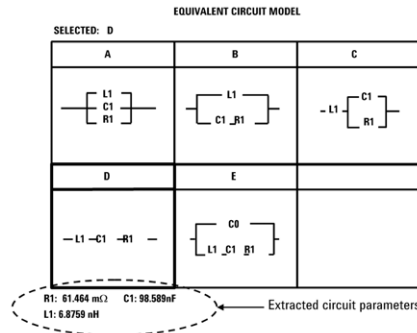 EQUIVALENT CIRCUIT MODEL
SELECTED: D
A
B
C
L1
C1
R1
L1
C1 R1
L1
C1
R1
D
E
L1 C1 R1
C0
L1 C1 R1
R1: 61.464 mΩ C1: 98.589nF
L1: 6.8759 nH
Extracted circuit parameters